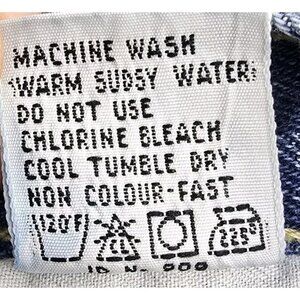 MACHINE WASH
WARM SUDSY WATER
DO NOT USE
CHLORINE BLEACH
COOL TUMBLE DRY
NON COLOUR-FAST
120°F